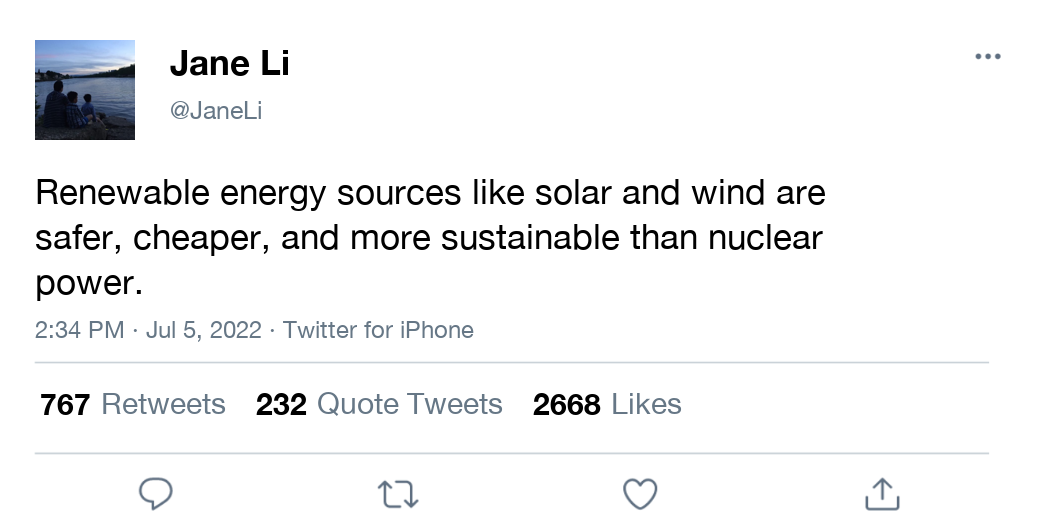 Jane Li
@JaneLi
Renewable energy sources like solar and wind are
safer, cheaper, and more sustainable than nuclear
power.
2:34 PM · Jul 5, 2022 · Twitter for iPhone
767 Retweets 232 Quote Tweets 2668 Likes